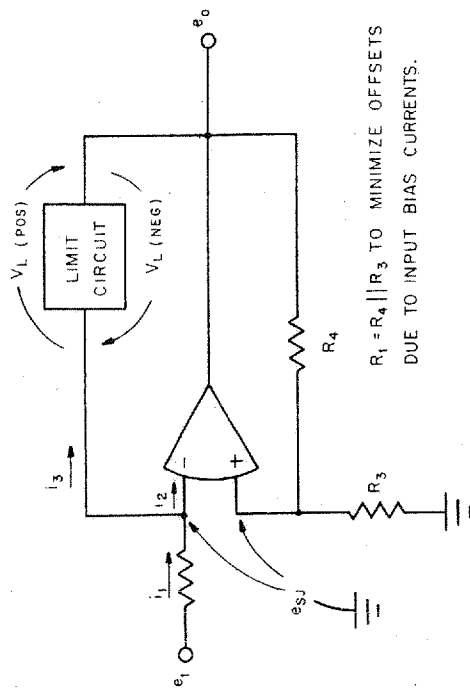 e₀
V_L (POS)
LIMIT
CIRCUIT
V_L (NEG)
i₃
i₁
i₂
e₁
−
+
e_SJ
R₄
R₃
R₁ = R₄ || R₃ TO MINIMIZE OFFSETS
DUE TO INPUT BIAS CURRENTS.